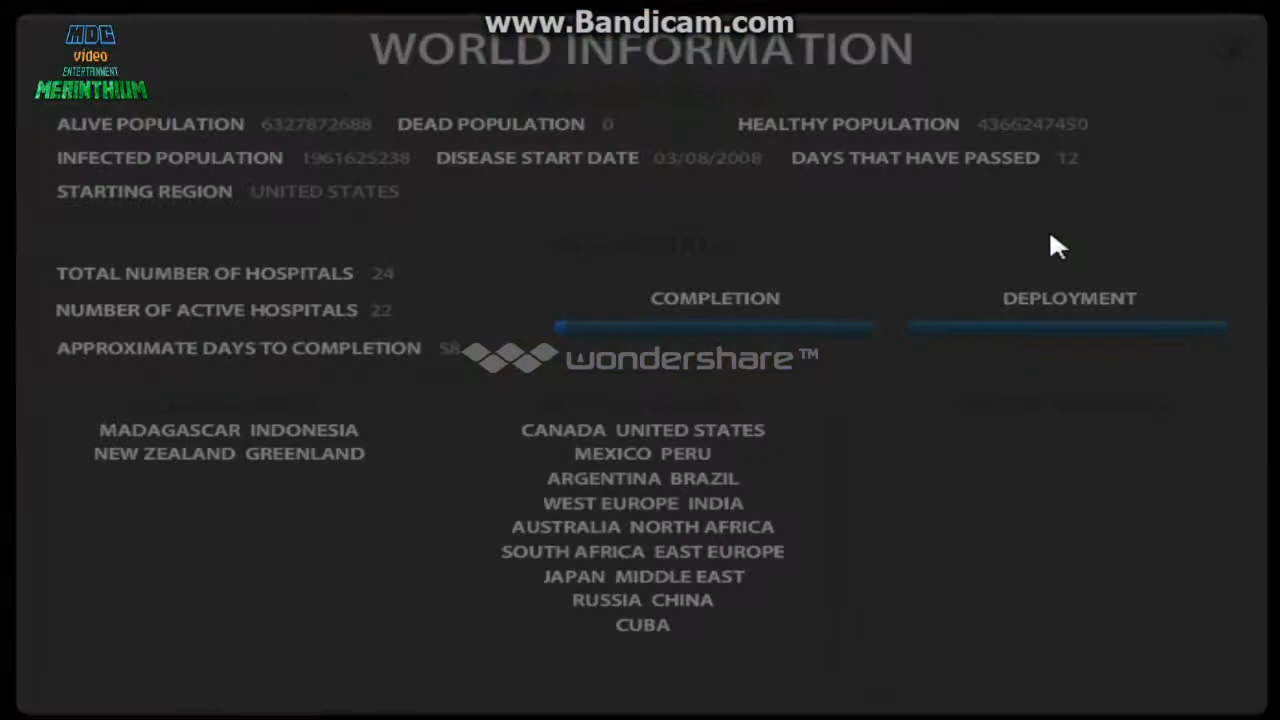 www.Bandicam.com
MDC
video
ENTERTAINMENT
MERINTHIUM
WORLD INFORMATION
ALIVE POPULATION 6327872688 DEAD POPULATION 0 HEALTHY POPULATION 4366247450
INFECTED POPULATION 1961625238 DISEASE START DATE 03/08/2008 DAYS THAT HAVE PASSED 12
STARTING REGION UNITED STATES
TOTAL NUMBER OF HOSPITALS 24
NUMBER OF ACTIVE HOSPITALS 22
APPROXIMATE DAYS TO COMPLETION 58
COMPLETION
DEPLOYMENT
wondershare™
MADAGASCAR INDONESIA
NEW ZEALAND GREENLAND
CANADA UNITED STATES
MEXICO PERU
ARGENTINA BRAZIL
WEST EUROPE INDIA
AUSTRALIA NORTH AFRICA
SOUTH AFRICA EAST EUROPE
JAPAN MIDDLE EAST
RUSSIA CHINA
CUBA